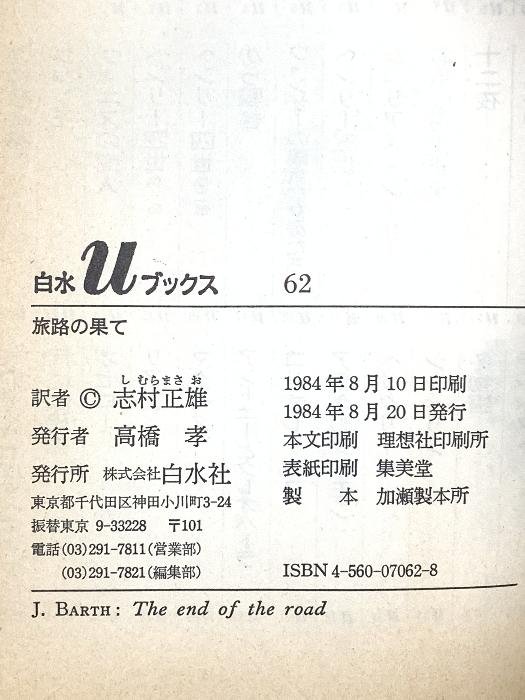 白水uブックス 62
旅路の果て
訳者 © 志村正雄
しむらまさお
発行者 高橋 孝
発行所 株式会社白水社
東京都千代田区神田小川町3-24
振替東京 9-33228 〒101
電話(03)291-7811(営業部)
(03)291-7821(編集部)
1984年8月10日印刷
1984年8月20日発行
本文印刷 理想社印刷所
表紙印刷 集美堂
製本 加瀬製本所
ISBN 4-560-07062-8
J. BARTH: The end of the road